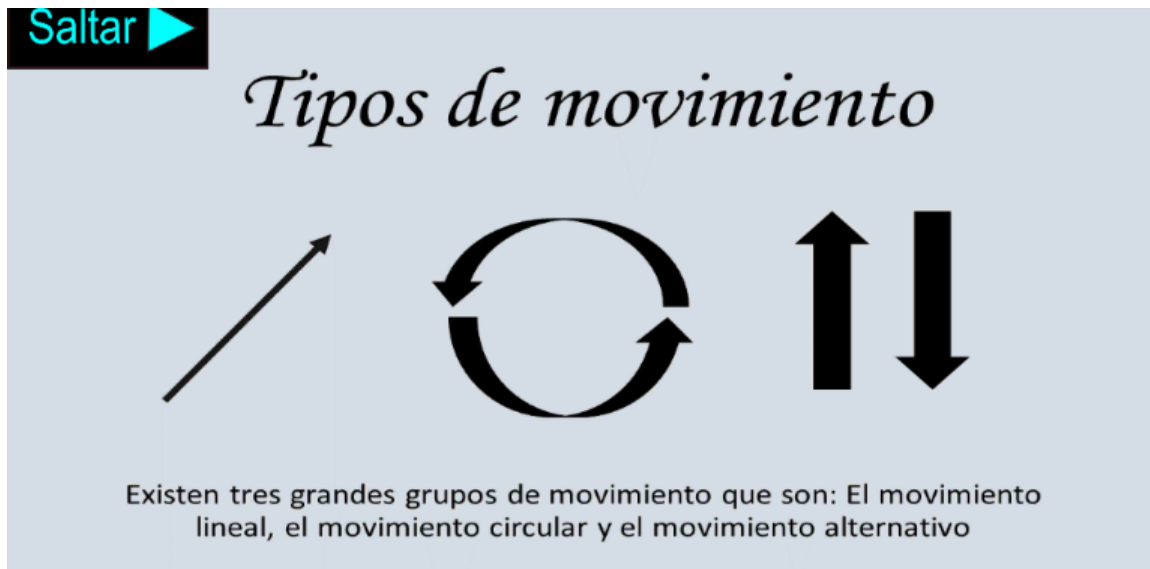 Saltar
Tipos de movimiento
Existen tres grandes grupos de movimiento que son: El movimiento
lineal, el movimiento circular y el movimiento alternativo